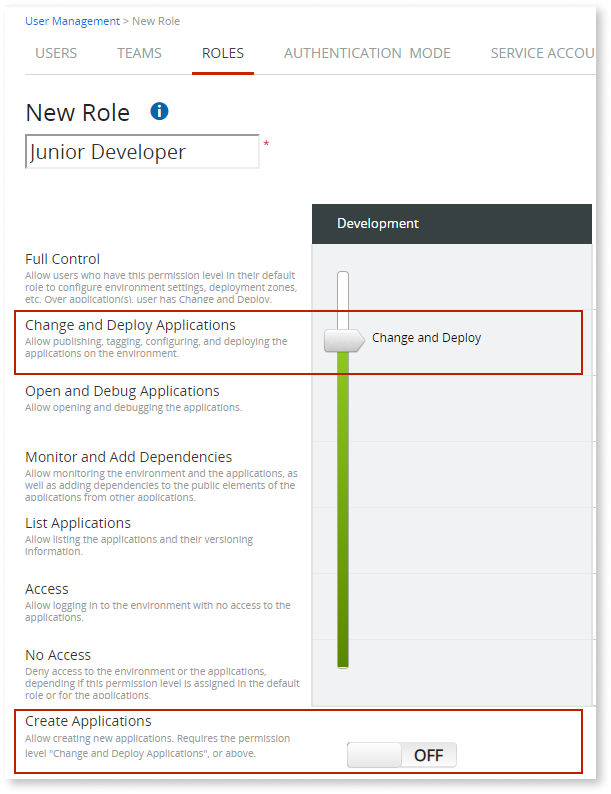 User Management > New Role
USERS TEAMS ROLES AUTHENTICATION MODE SERVICE ACCOU
New Role i
Junior Developer *
Development
Full Control
Allow users who have this permission level in their default
role to configure environment settings, deployment zones,
etc. Over application(s), user has Change and Deploy.
Change and Deploy Applications
Allow publishing, tagging, configuring, and deploying the
applications on the environment.
Change and Deploy
Open and Debug Applications
Allow opening and debugging the applications.
Monitor and Add Dependencies
Allow monitoring the environment and the applications, as
well as adding dependencies to the public elements of the
applications from other applications.
List Applications
Allow listing the applications and their versioning
information.
Access
Allow logging in to the environment with no access to the
applications.
No Access
Deny access to the environment or the applications,
depending if this permission level is assigned in the default
role or for the applications.
Create Applications
Allow creating new applications. Requires the permission
level "Change and Deploy Applications", or above.
OFF